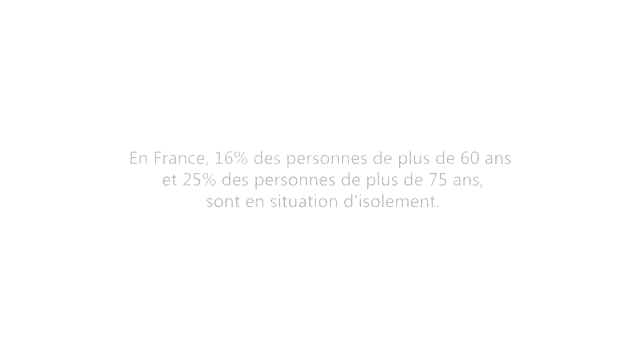 En France, 16% des personnes de plus de 60 ans
et 25% des personnes de plus de 75 ans,
sont en situation d'isolement.